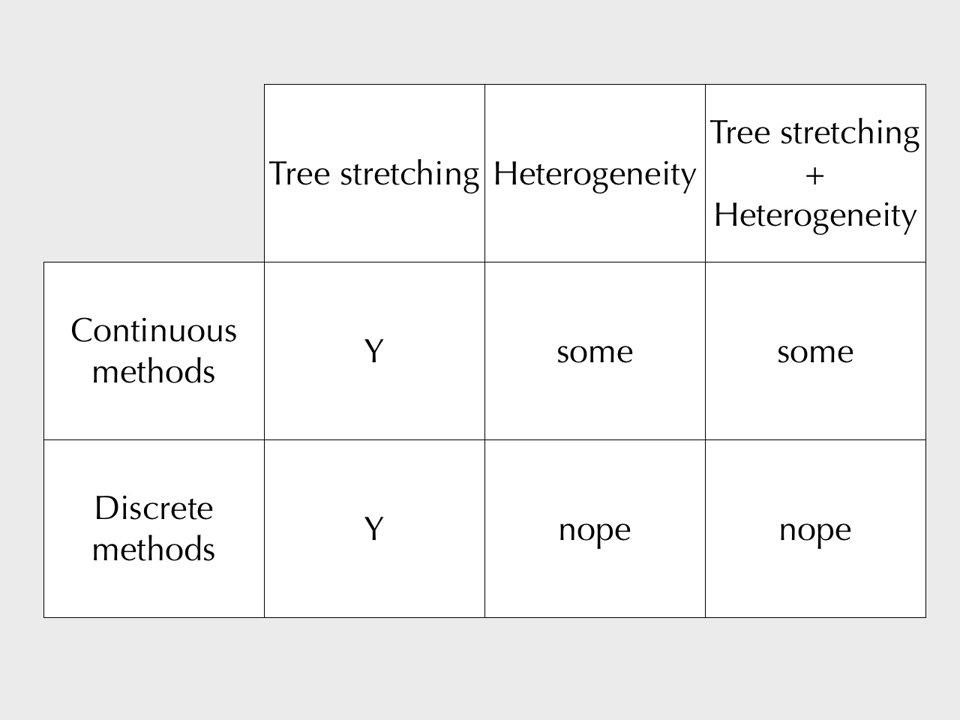 Tree stretching
Heterogeneity
Tree stretching
+
Heterogeneity
Continuous
methods
Y
some
some
Discrete
methods
Y
nope
nope